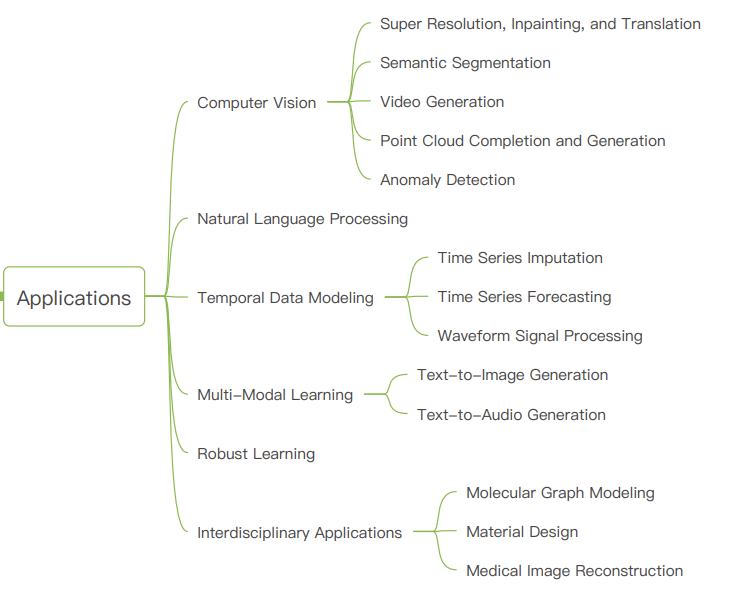 Applications
Computer Vision
Super Resolution, Inpainting, and Translation
Semantic Segmentation
Video Generation
Point Cloud Completion and Generation
Anomaly Detection
Natural Language Processing
Temporal Data Modeling
Time Series Imputation
Time Series Forecasting
Waveform Signal Processing
Multi–Modal Learning
Text–to–Image Generation
Text–to–Audio Generation
Robust Learning
Interdisciplinary Applications
Molecular Graph Modeling
Material Design
Medical Image Reconstruction